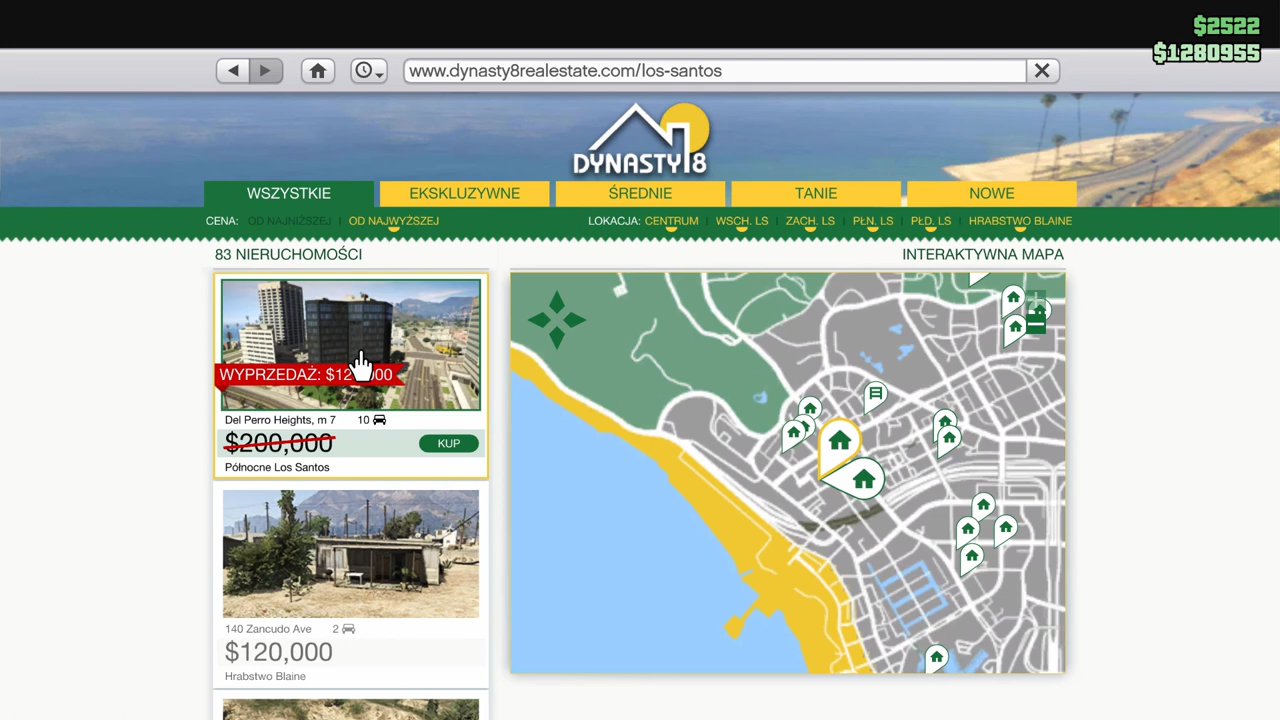 $2522
$1280955
www.dynasty8realestate.com/los-santos
DYNASTY8
WSZYSTKIE
EKSKLUZYWNE
ŚREDNIE
TANIE
NOWE
CENA: OD NAJNIŻSZEJ | OD NAJWYŻSZEJ
LOKACJA: CENTRUM | WSCH. LS | ZACH. LS | PŁN. LS | PŁD. LS | HRABSTWO BLAINE
83 NIERUCHOMOŚCI
INTERAKTYWNA MAPA
WYPRZEDAŻ:
Del Perro Heights, m 7 10
$200,000
KUP
Północne Los Santos
140 Zancudo Ave 2
$120,000
Hrabstwo Blaine